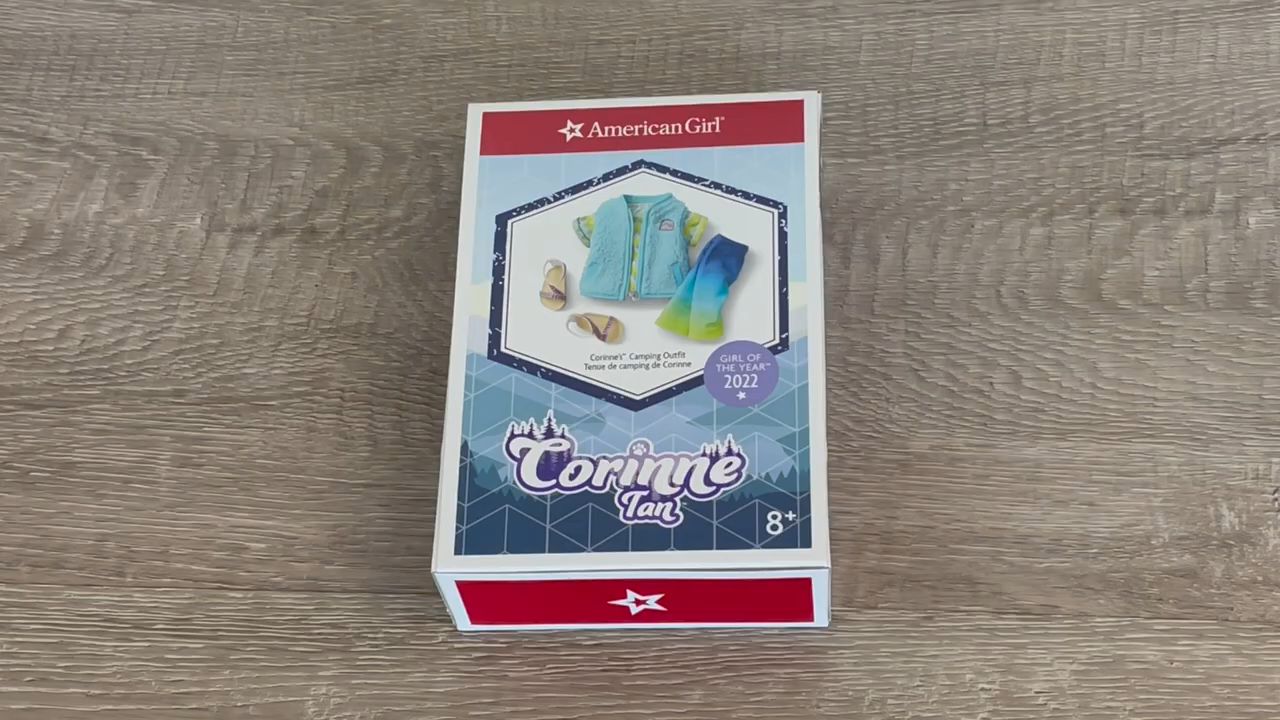 American Girl®
Corinne's™ Camping Outfit
Tenue de camping de Corinne
GIRL OF
THE YEAR™
2022
Corinne
Tan
8+